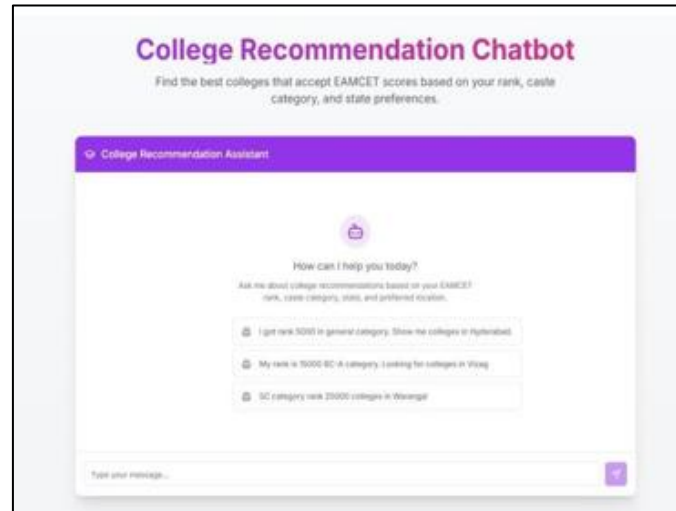 College Recommendation Chatbot
Find the best colleges that accept EAMCET scores based on your rank, caste
category, and state preferences.
College Recommendation Assistant
How can I help you today?
Ask me about college recommendations based on your EAMCET
rank, caste category, state, and preferred location.
I got rank 5000 in general category. Show me colleges in Hyderabad.
My rank is 15000 BC-A category. Looking for colleges in Vizag
SC category rank 25000 colleges in Warangal
Type your message...